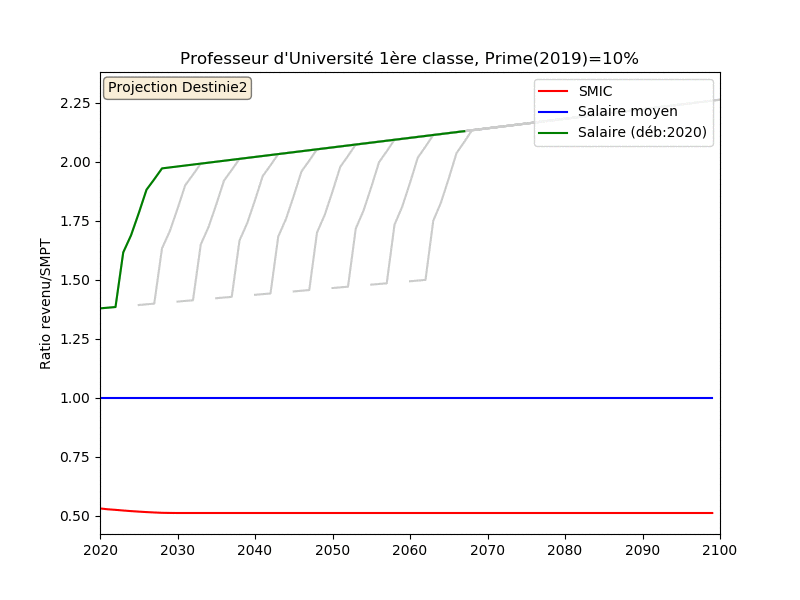 Professeur d'Université 1ère classe, Prime(2019)=10%
Projection Destinie2
SMIC
Salaire moyen
Salaire (déb:2020)
Ratio revenu/SMPT
2.25
2.00
1.75
1.50
1.25
1.00
0.75
0.50
2020 2030 2040 2050 2060 2070 2080 2090 2100